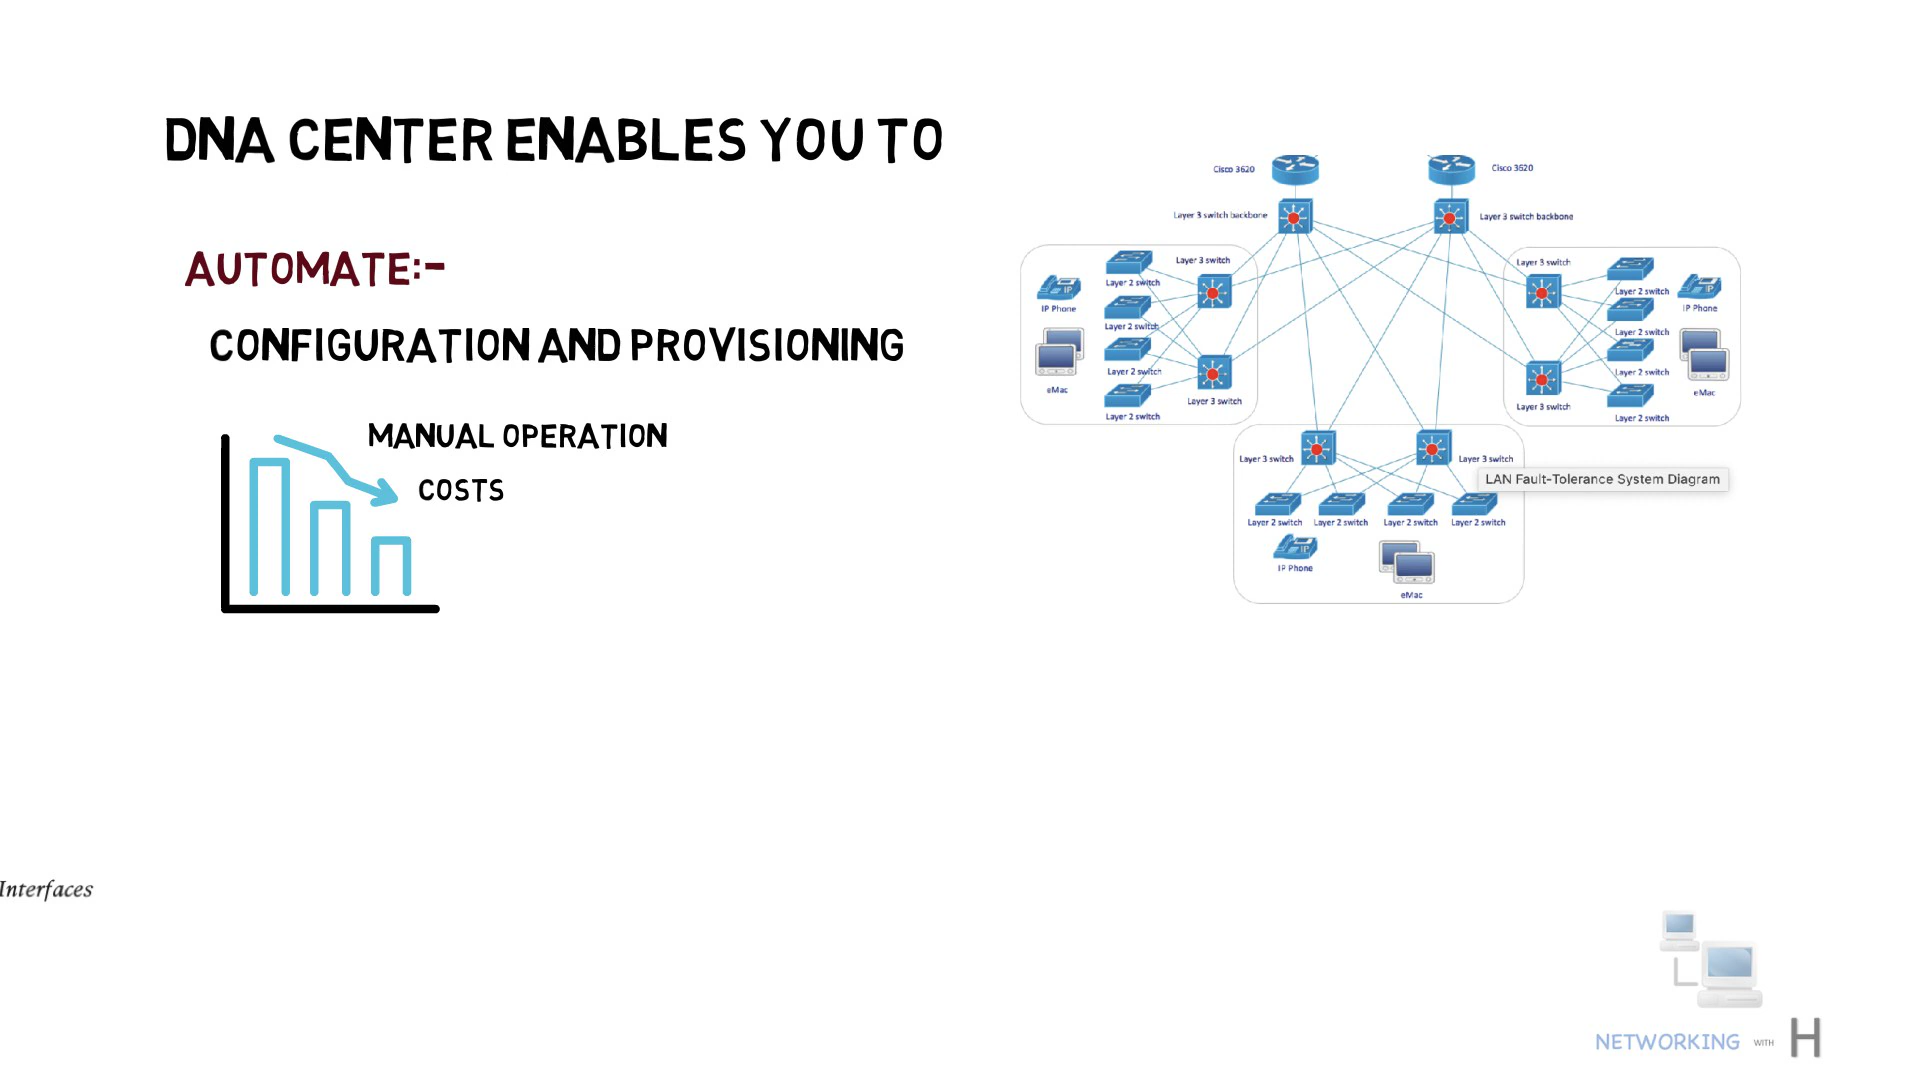 DNA CENTER ENABLES YOU TO
AUTOMATE:-
CONFIGURATION AND PROVISIONING
MANUAL OPERATION
COSTS
Cisco 3620
Cisco 3620
Layer 3 switch backbone
Layer 3 switch backbone
Layer 3 switch
Layer 2 switch
IP
IP Phone
Layer 2 switch
Layer 2 switch
eMac
Layer 3 switch
Layer 2 switch
Layer 3 switch
Layer 2 switch
IP
IP Phone
Layer 2 switch
Layer 2 switch
eMac
Layer 3 switch
Layer 2 switch
Layer 3 switch
Layer 3 switch
LAN Fault-Tolerance System Diagram
Layer 2 switch
Layer 2 switch
Layer 2 switch
Layer 2 switch
IP
IP Phone
eMac
Interfaces
NETWORKING WITH H